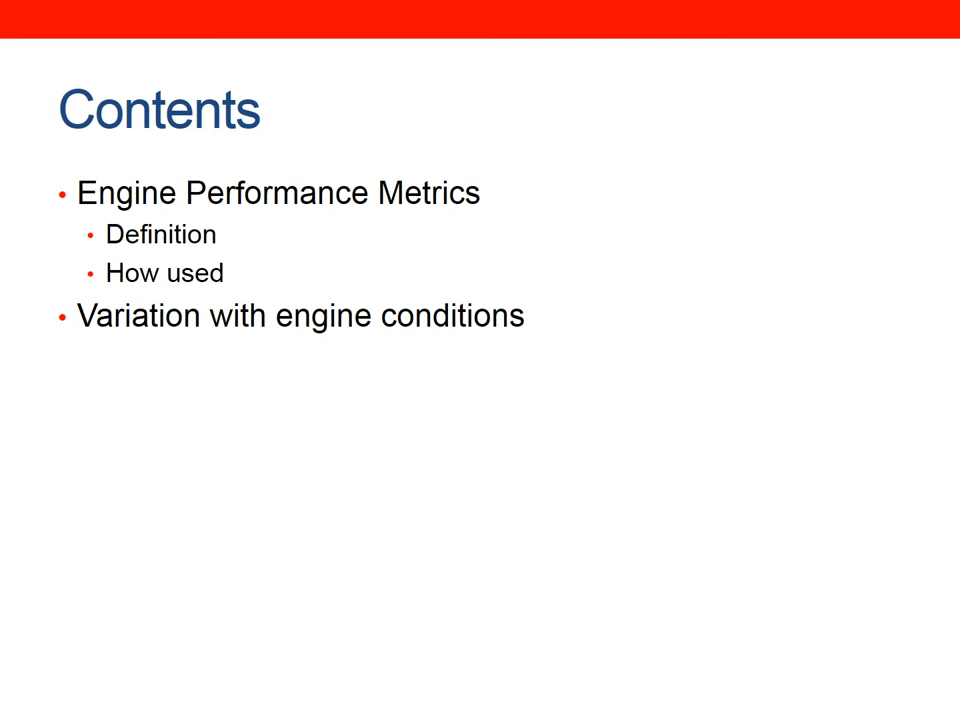 Contents
• Engine Performance Metrics
• Definition
• How used
• Variation with engine conditions